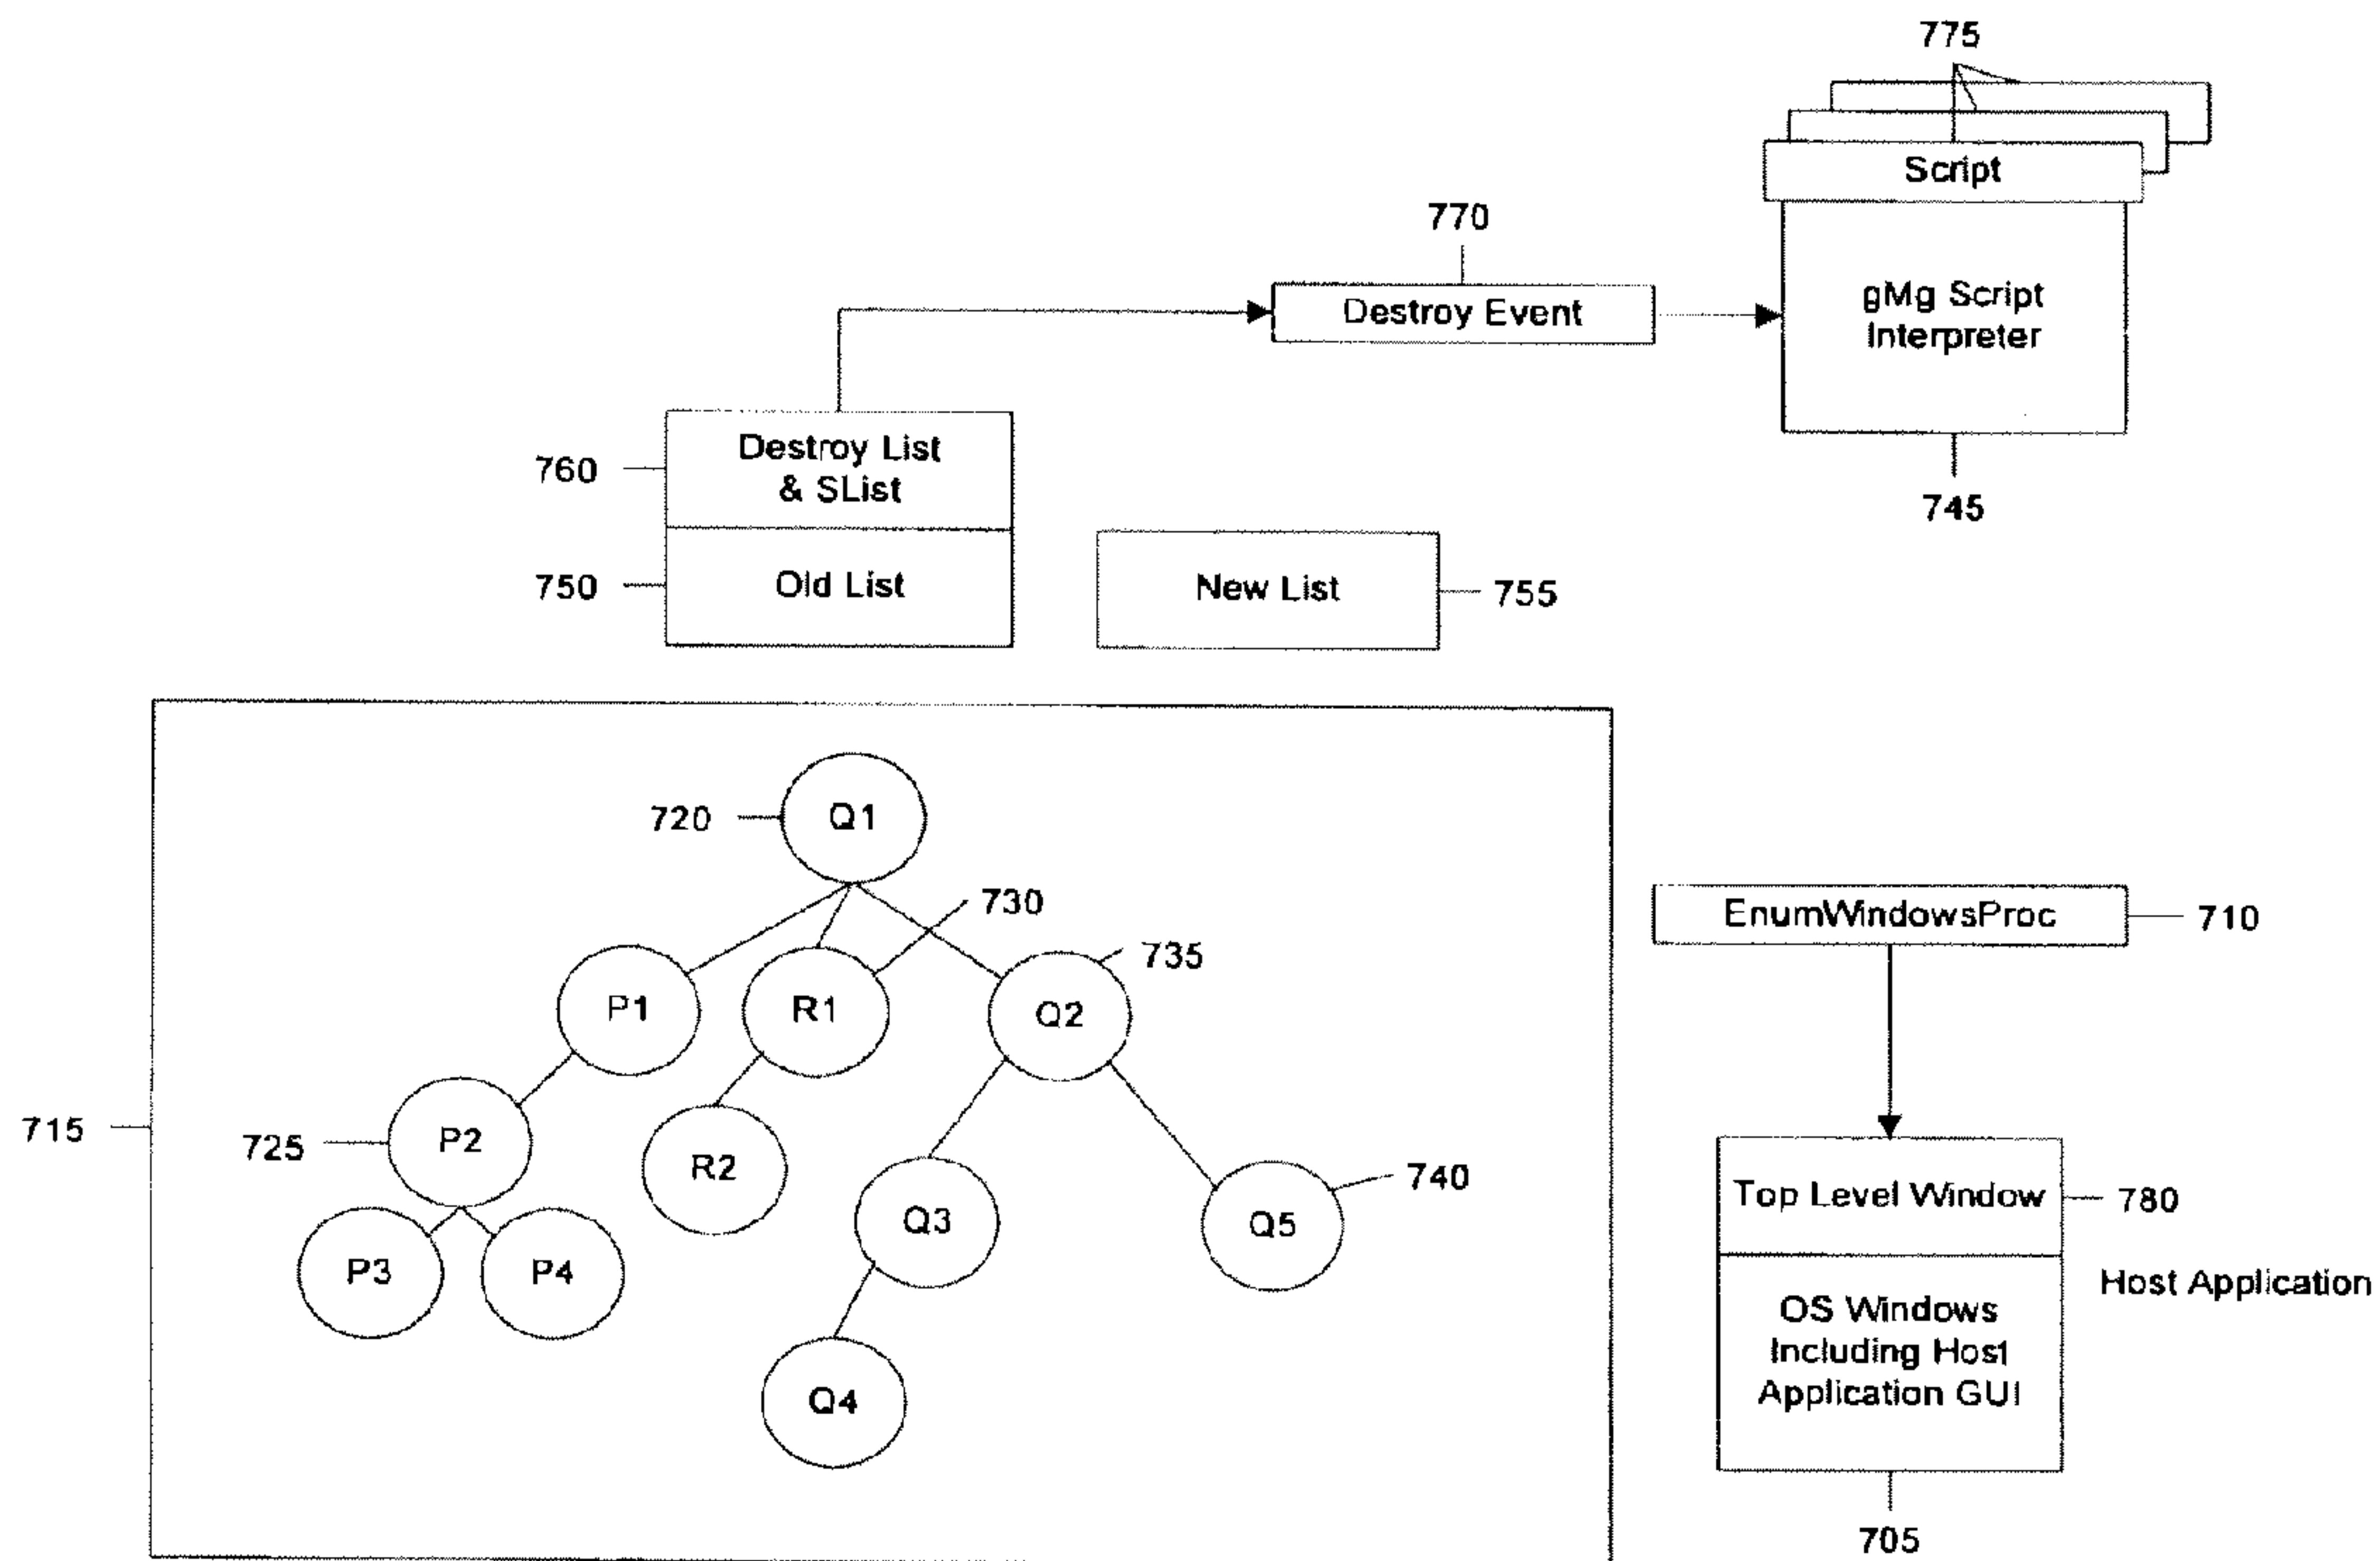 775
Script
770
Destroy Event
gMg Script
Interpreter
745
760
Destroy List
& SList
750
Old List
New List
755
720
Q1
730
735
P1
R1
Q2
EnumWindowsProc
710
715
725
P2
R2
Q3
740
Q5
P3
P4
Q4
Top Level Window
780
Host Application
OS Windows
Including Host
Application GUI
705